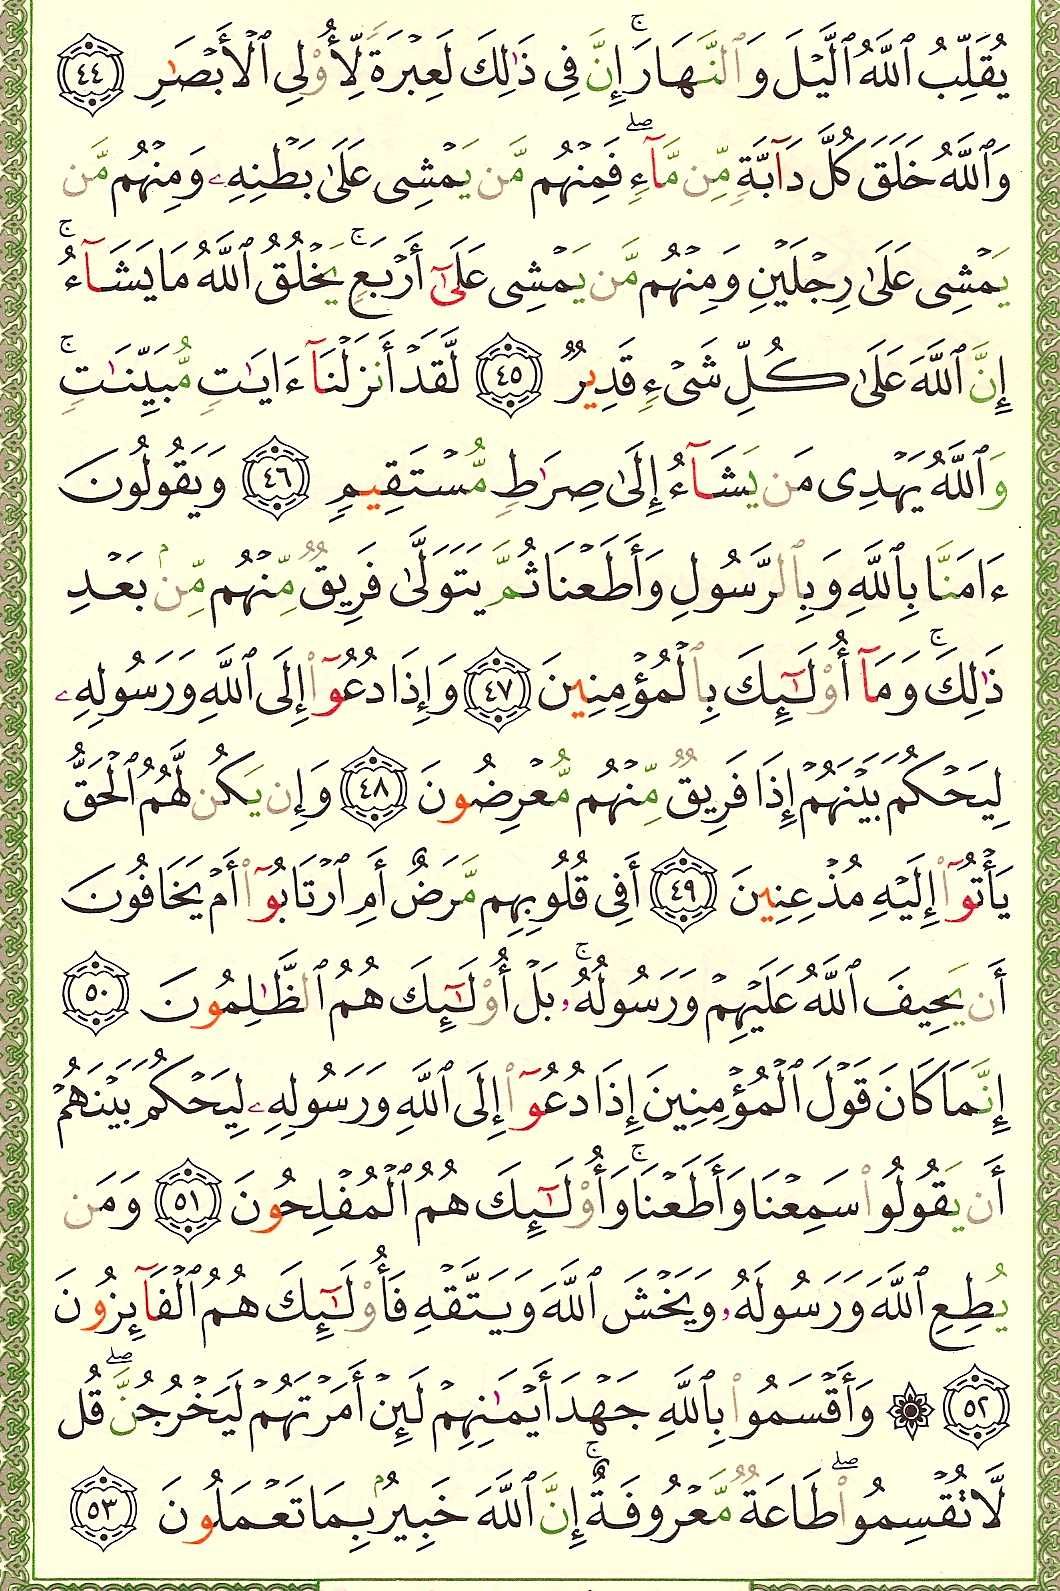 يُقَلِّبُ ٱللَّهُ ٱلَّيْلَ وَٱلنَّهَارَ ۚ إِنَّ فِى ذَٰلِكَ لَعِبْرَةً لِّأُو۟لِى ٱلْأَبْصَٰرِ ٤٤
وَٱللَّهُ خَلَقَ كُلَّ دَآبَّةٍ مِّن مَّآءٍ ۖ فَمِنْهُم مَّن يَمْشِى عَلَىٰ بَطْنِهِۦ وَمِنْهُم مَّن
يَمْشِى عَلَىٰ رِجْلَيْنِ وَمِنْهُم مَّن يَمْشِى عَلَىٰٓ أَرْبَعٍ ۚ يَخْلُقُ ٱللَّهُ مَا يَشَآءُ ۚ
إِنَّ ٱللَّهَ عَلَىٰ كُلِّ شَىْءٍ قَدِيرٌ ٤٥ لَّقَدْ أَنزَلْنَآ ءَايَٰتٍ مُّبَيِّنَٰتٍ ۚ
وَٱللَّهُ يَهْدِى مَن يَشَآءُ إِلَىٰ صِرَٰطٍ مُّسْتَقِيمٍ ٤٦ وَيَقُولُونَ
ءَامَنَّا بِٱللَّهِ وَبِٱلرَّسُولِ وَأَطَعْنَا ثُمَّ يَتَوَلَّىٰ فَرِيقٌ مِّنْهُم مِّنۢ بَعْدِ
ذَٰلِكَ ۚ وَمَآ أُو۟لَٰٓئِكَ بِٱلْمُؤْمِنِينَ ٤٧ وَإِذَا دُعُوٓا۟ إِلَى ٱللَّهِ وَرَسُولِهِۦ
لِيَحْكُمَ بَيْنَهُمْ إِذَا فَرِيقٌ مِّنْهُم مُّعْرِضُونَ ٤٨ وَإِن يَكُن لَّهُمُ ٱلْحَقُّ
يَأْتُوٓا۟ إِلَيْهِ مُذْعِنِينَ ٤٩ أَفِى قُلُوبِهِم مَّرَضٌ أَمِ ٱرْتَابُوٓا۟ أَمْ يَخَافُونَ
أَن يَحِيفَ ٱللَّهُ عَلَيْهِمْ وَرَسُولُهُۥ ۚ بَلْ أُو۟لَٰٓئِكَ هُمُ ٱلظَّٰلِمُونَ ٥٠
إِنَّمَا كَانَ قَوْلَ ٱلْمُؤْمِنِينَ إِذَا دُعُوٓا۟ إِلَى ٱللَّهِ وَرَسُولِهِۦ لِيَحْكُمَ بَيْنَهُمْ
أَن يَقُولُوا۟ سَمِعْنَا وَأَطَعْنَا ۚ وَأُو۟لَٰٓئِكَ هُمُ ٱلْمُفْلِحُونَ ٥١ وَمَن
يُطِعِ ٱللَّهَ وَرَسُولَهُۥ وَيَخْشَ ٱللَّهَ وَيَتَّقْهِ فَأُو۟لَٰٓئِكَ هُمُ ٱلْفَآئِزُونَ
٥٢ ۞ وَأَقْسَمُوا۟ بِٱللَّهِ جَهْدَ أَيْمَٰنِهِمْ لَئِنْ أَمَرْتَهُمْ لَيَخْرُجُنَّ ۖ قُل
لَّا تُقْسِمُوا۟ ۖ طَاعَةٌ مَّعْرُوفَةٌ ۚ إِنَّ ٱللَّهَ خَبِيرٌۢ بِمَا تَعْمَلُونَ ٥٣